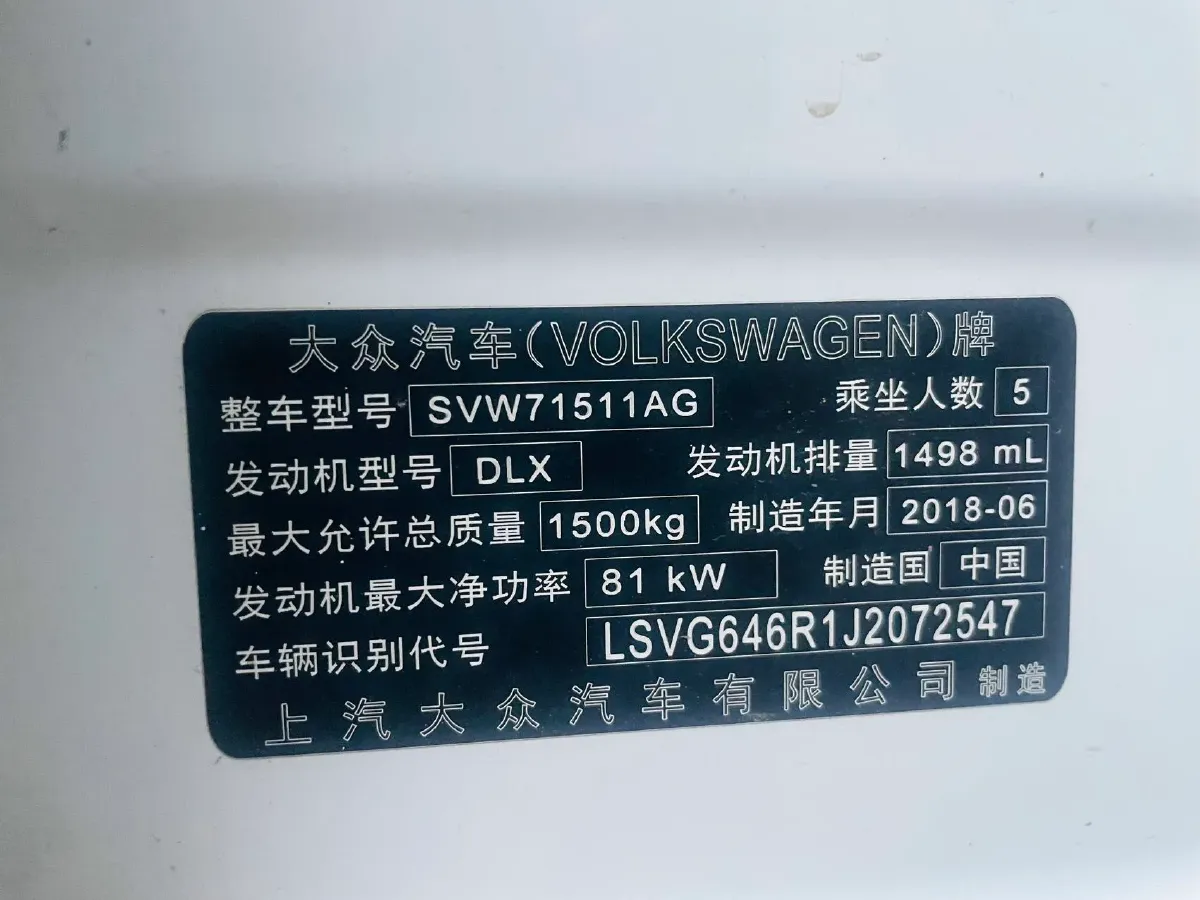 大众汽车(VOLKSWAGEN)牌
整车型号 SVW71511AG 乘坐人数 5
发动机型号 DLX 发动机排量 1498 mL
最大允许总质量 1500kg 制造年月 2018-06
发动机最大净功率 81 kW 制造国 中国
车辆识别代号 LSVG646R1J2072547
上汽大众汽车有限公司 制造